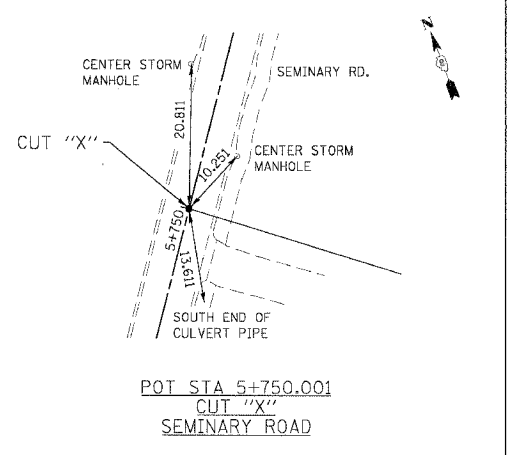 N
CENTER STORM
MANHOLE
SEMINARY RD.
20.811
CUT "X"
10.251
CENTER STORM
MANHOLE
5+750
13.611
SOUTH END OF
CULVERT PIPE
POT STA 5+750.001
CUT "X"
SEMINARY ROAD